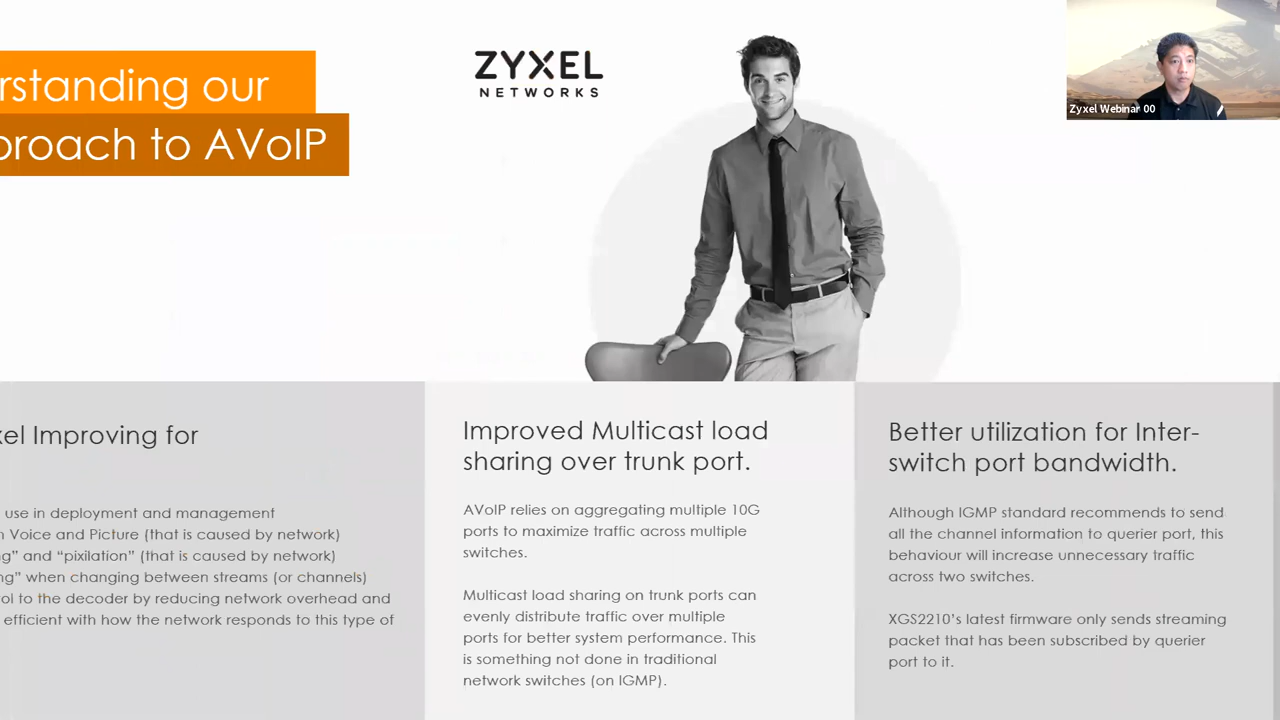 rstanding our
proach to AVoIP
ZYXEL
NETWORKS
Zyxel Webinar 00
xel Improving for
use in deployment and management
n Voice and Picture (that is caused by network)
ng” and “pixilation” (that is caused by network)
ng” when changing between streams (or channels)
ol to the decoder by reducing network overhead and
efficient with how the network responds to this type of
Improved Multicast load
sharing over trunk port.
AVoIP relies on aggregating multiple 10G
ports to maximize traffic across multiple
switches.
Multicast load sharing on trunk ports can
evenly distribute traffic over multiple
ports for better system performance. This
is something not done in traditional
network switches (on IGMP).
Better utilization for Inter-
switch port bandwidth.
Although IGMP standard recommends to send
all the channel information to querier port, this
behaviour will increase unnecessary traffic
across two switches.
XGS2210’s latest firmware only sends streaming
packet that has been subscribed by querier
port to it.